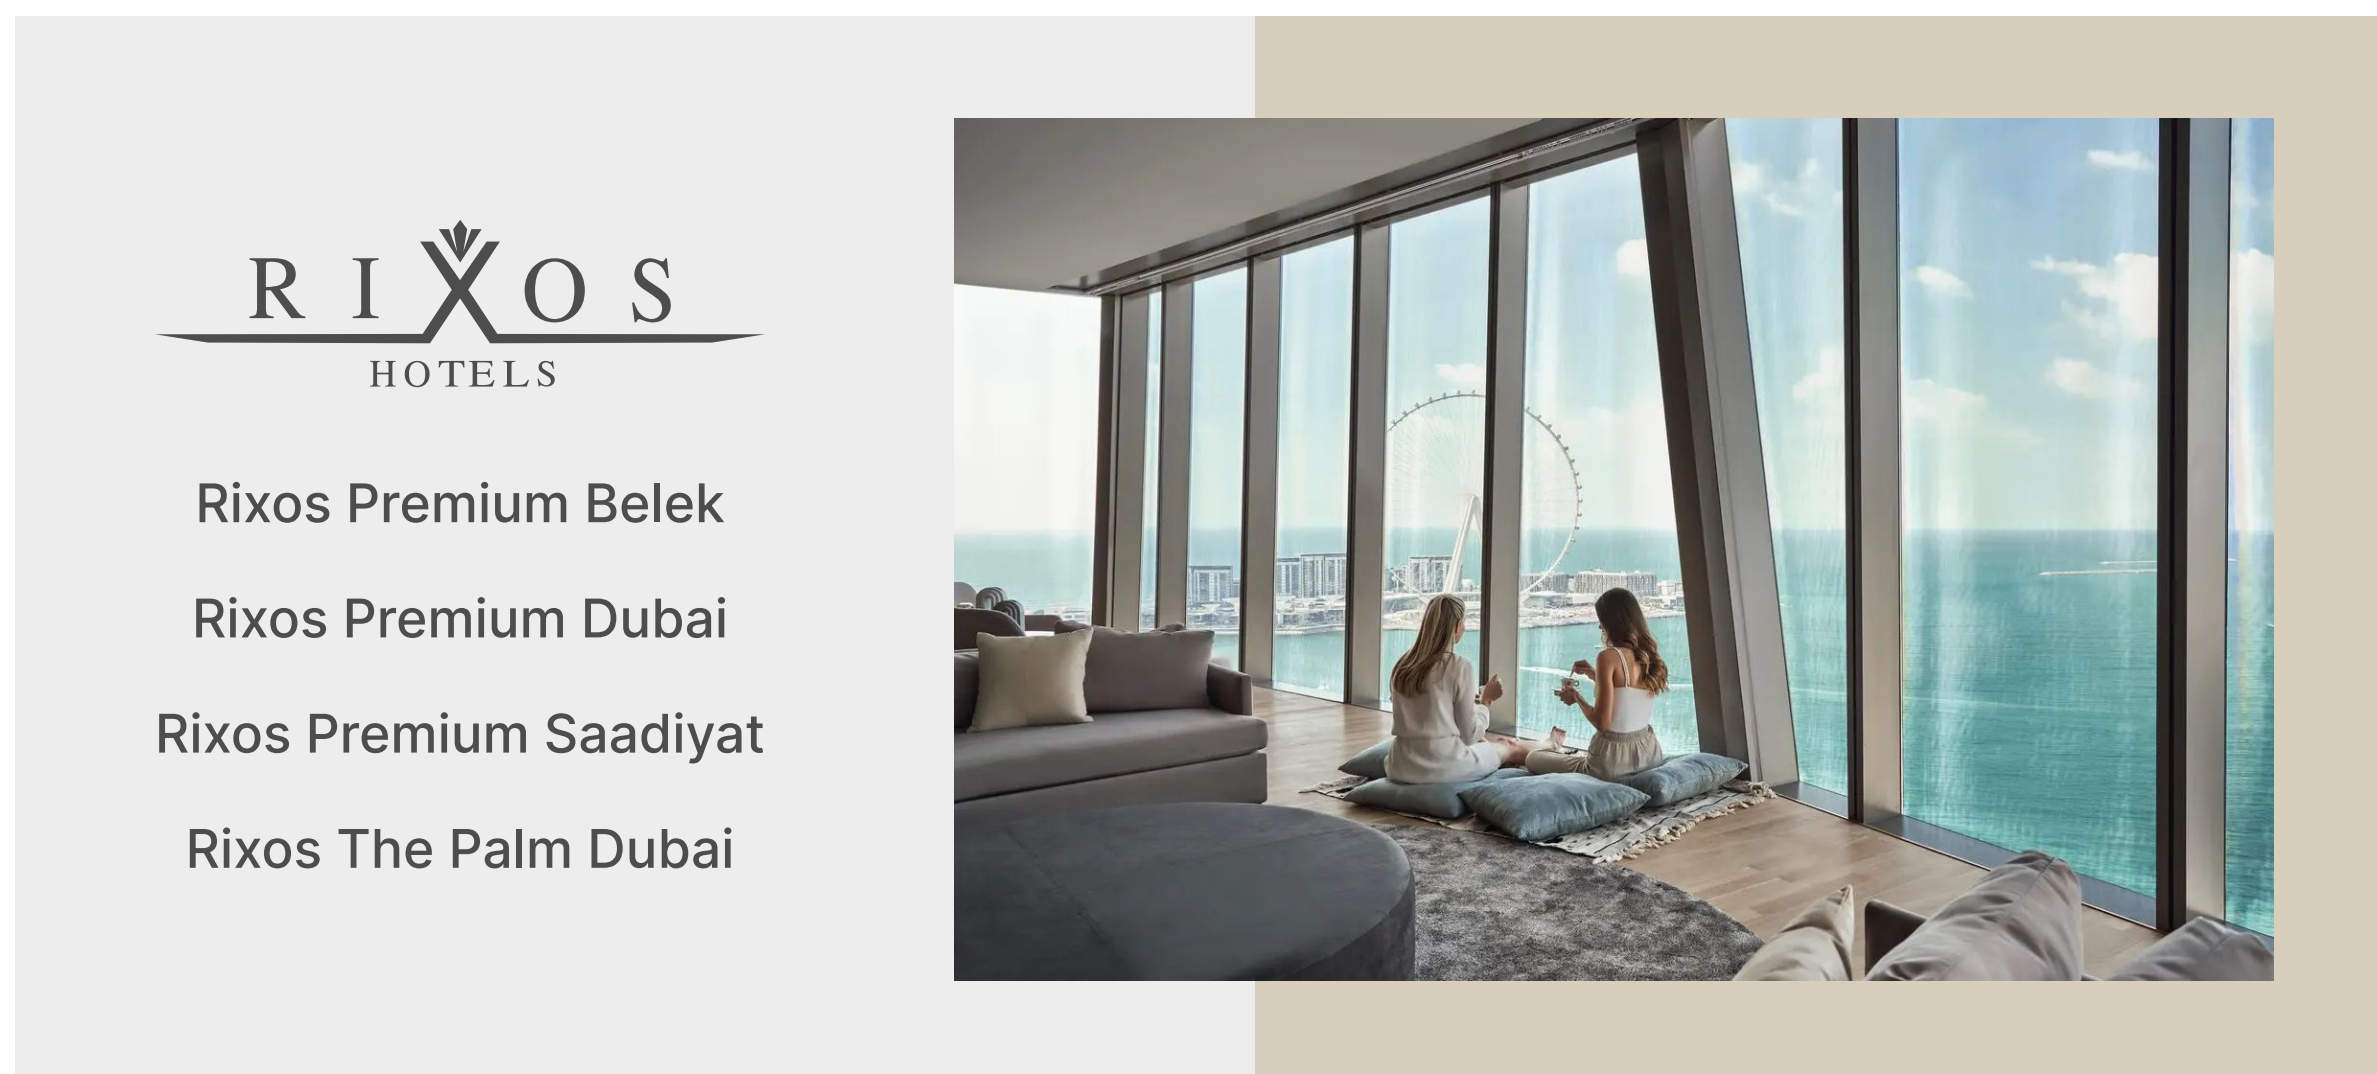 RIXOS
HOTELS
Rixos Premium Belek
Rixos Premium Dubai
Rixos Premium Saadiyat
Rixos The Palm Dubai